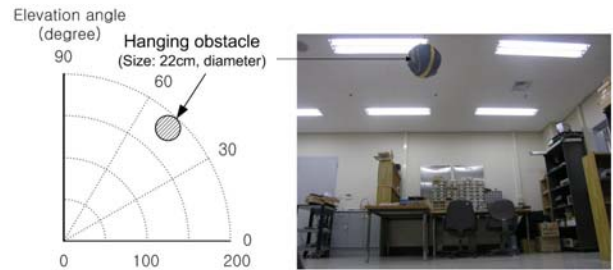 Elevation angle
(degree)
90
Hanging obstacle
(Size: 22cm, diameter)
60
30
0
0
100
200